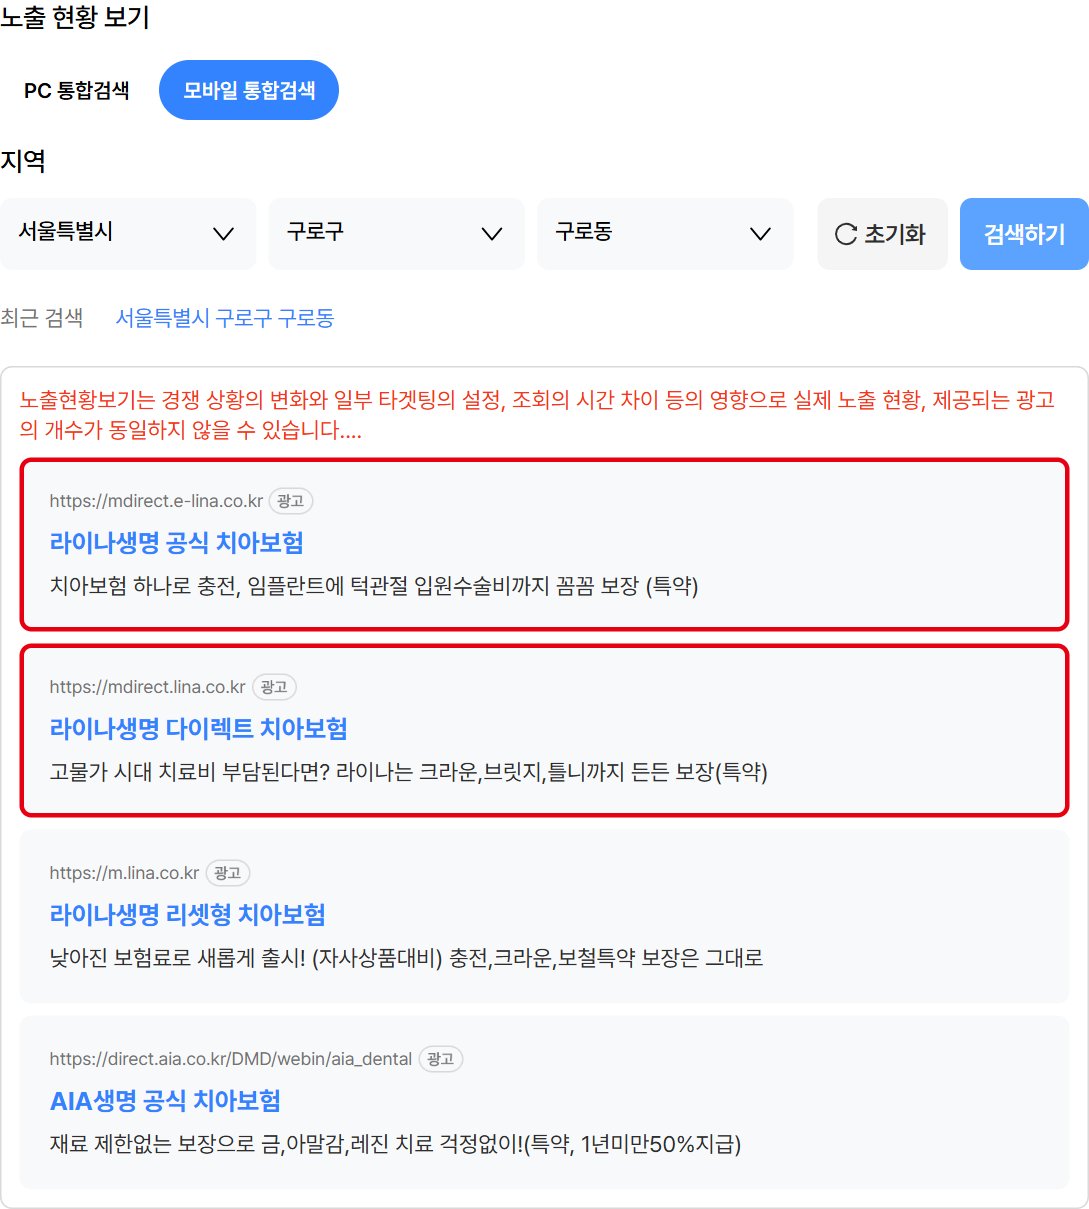 노출 현황 보기
PC 통합검색
모바일 통합검색
지역
서울특별시
구로구
구로동
초기화
검색하기
최근 검색 서울특별시 구로구 구로동
노출현황보기는 경쟁 상황의 변화와 일부 타겟팅의 설정, 조회의 시간 차이 등의 영향으로 실제 노출 현황, 제공되는 광고
의 개수가 동일하지 않을 수 있습니다....
https://mdirect.e-lina.co.kr 광고
라이나생명 공식 치아보험
치아보험 하나로 충전, 임플란트에 턱관절 입원수술비까지 꼼꼼 보장 (특약)
https://mdirect.lina.co.kr 광고
라이나생명 다이렉트 치아보험
고물가 시대 치료비 부담된다면? 라이나는 크라운,브릿지,틀니까지 든든 보장(특약)
https://m.lina.co.kr 광고
라이나생명 리셋형 치아보험
낮아진 보험료로 새롭게 출시! (자사상품대비) 충전,크라운,보철특약 보장은 그대로
https://direct.aia.co.kr/DMD/webin/aia_dental 광고
AIA생명 공식 치아보험
재료 제한없는 보장으로 금,아말감,레진 치료 걱정없이!(특약, 1년미만50%지급)